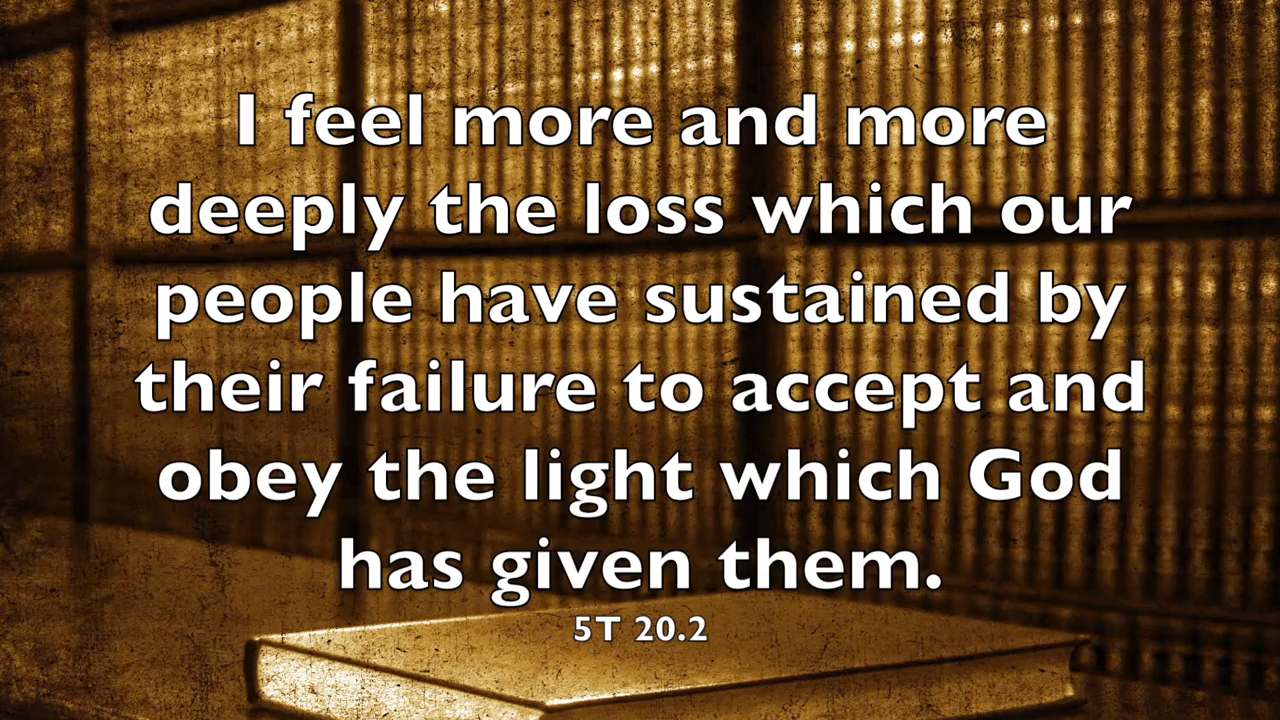 I feel more and more
deeply the loss which our
people have sustained by
their failure to accept and
obey the light which God
has given them.
5T 20.2